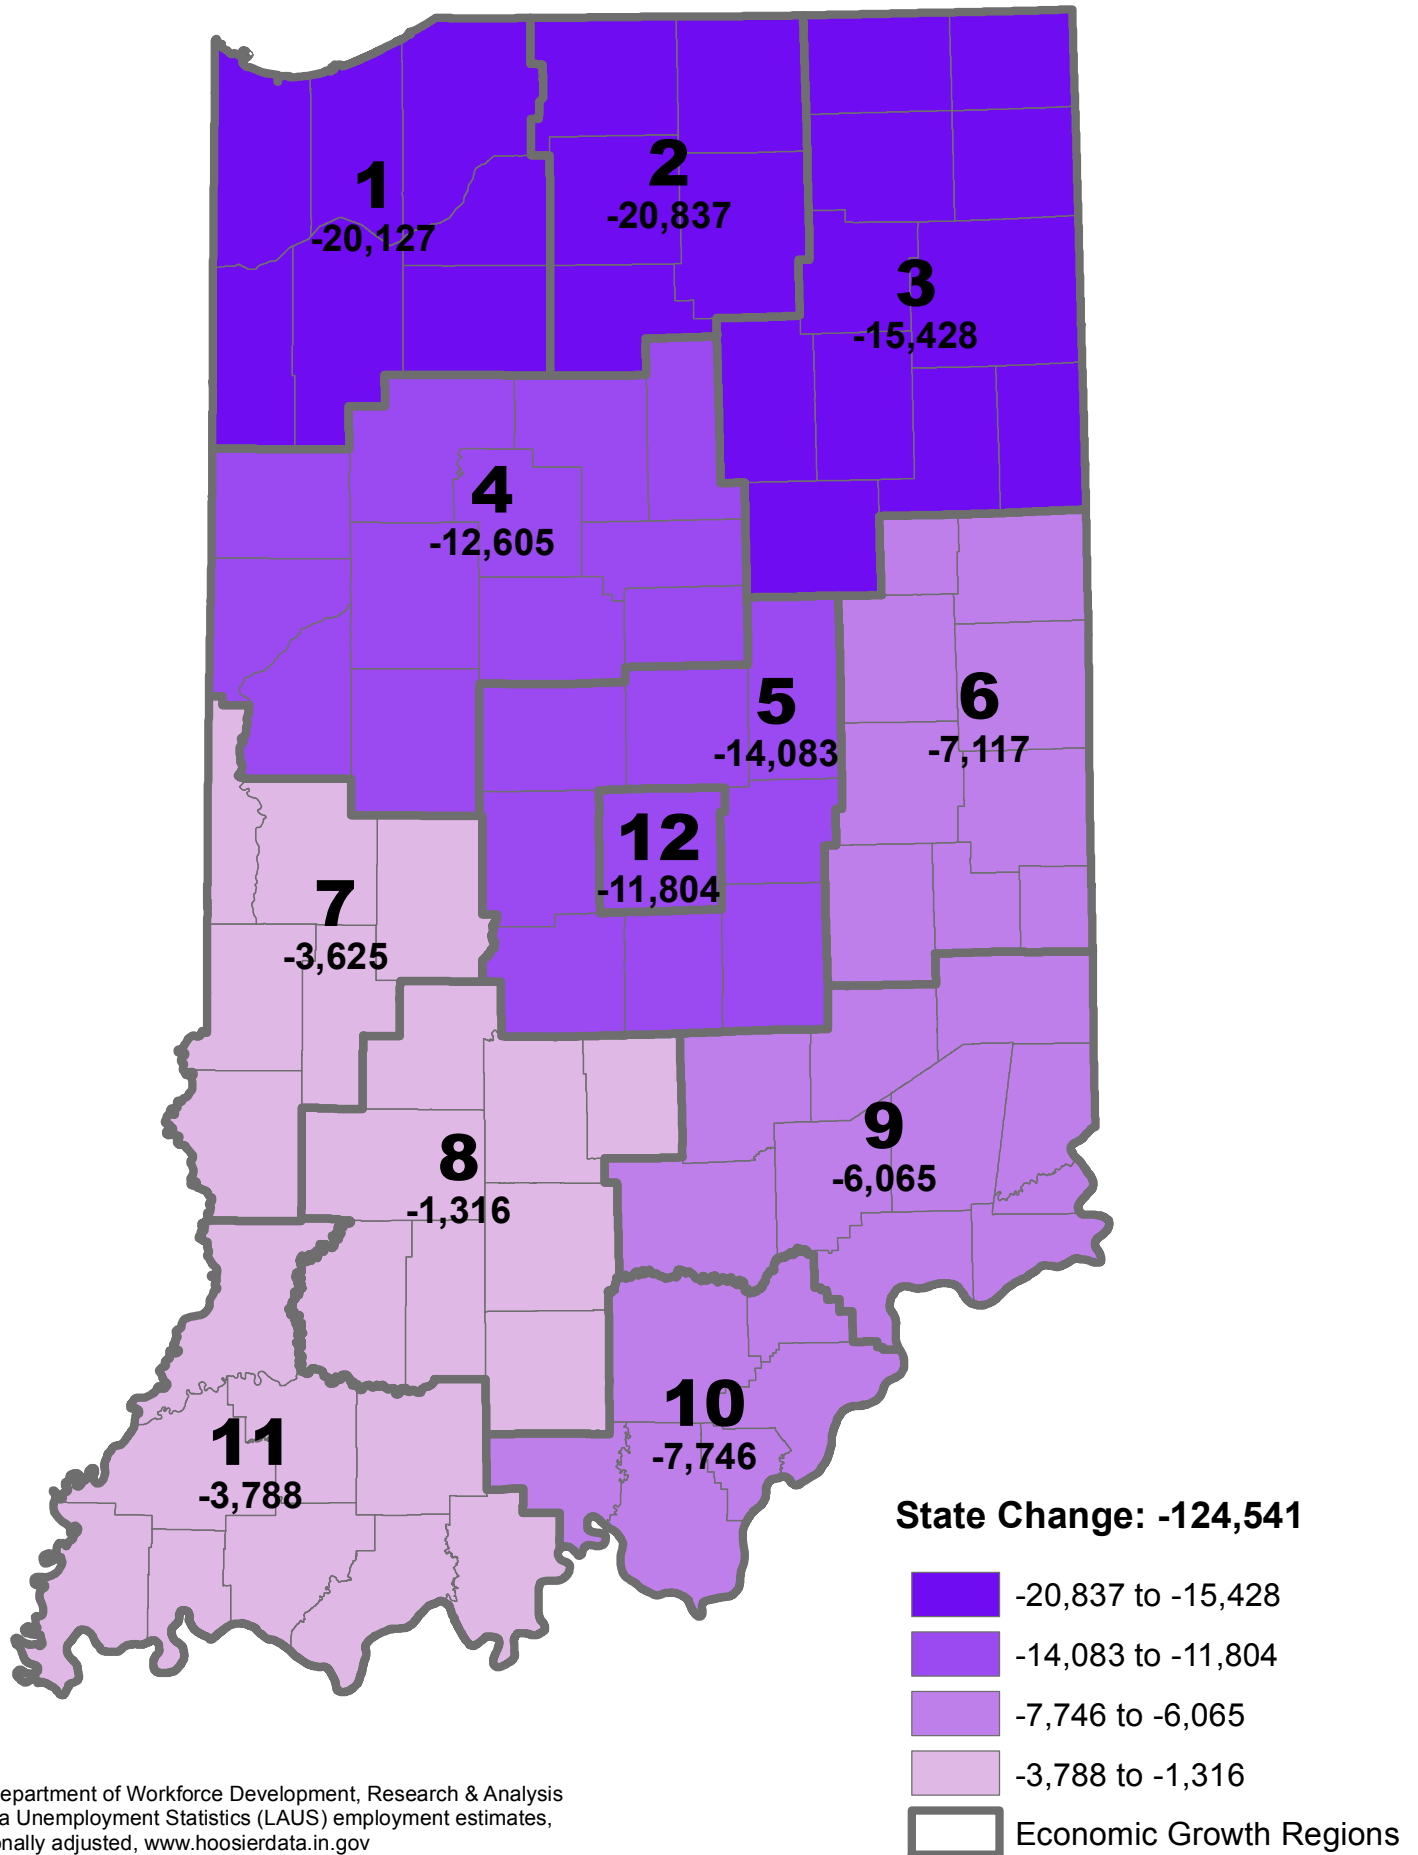 1
-20,127
2
-20,837
3
-15,428
4
-12,605
5
-14,083
6
-7,117
12
-11,804
7
-3,625
8
-1,316
9
-6,065
10
-7,746
11
-3,788
State Change: -124,541
-20,837 to -15,428
-14,083 to -11,804
-7,746 to -6,065
-3,788 to -1,316
Economic Growth Regions
epartment of Workforce Development, Research & Analysis
a Unemployment Statistics (LAUS) employment estimates,
onally adjusted, www.hoosierdata.in.gov